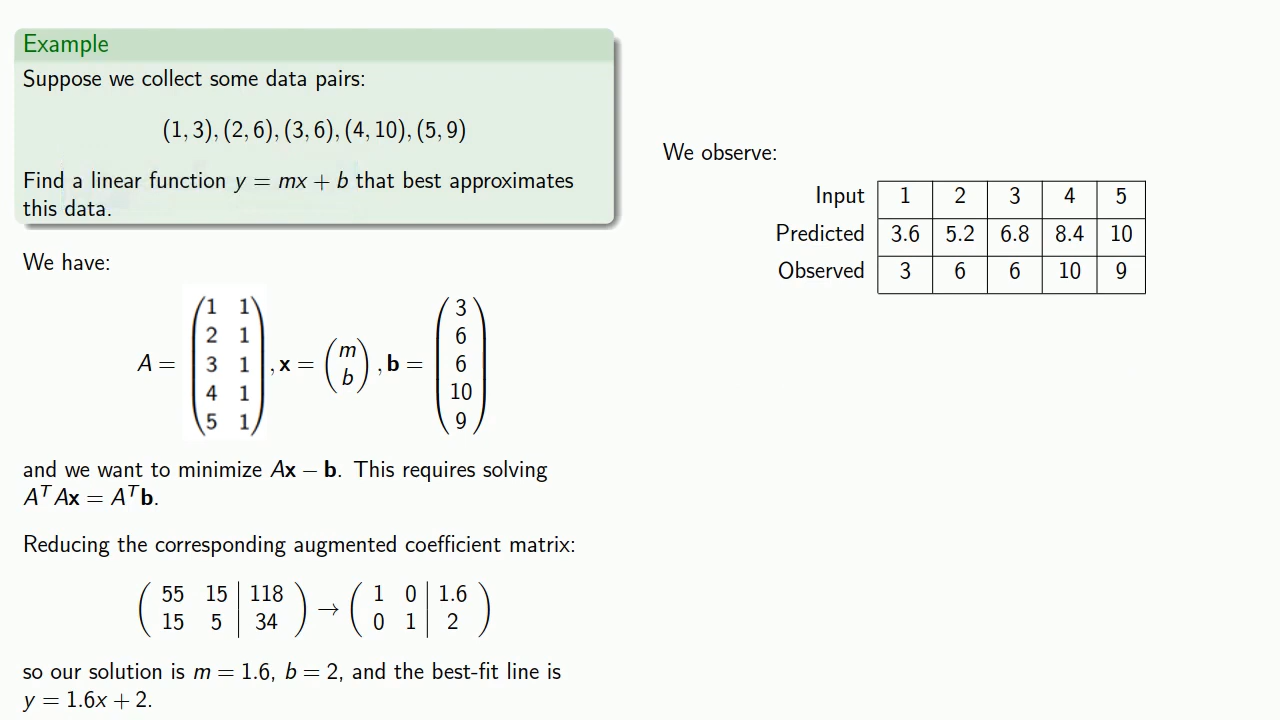 Example
Suppose we collect some data pairs:
(1, 3), (2, 6), (3, 6), (4, 10), (5, 9)
Find a linear function y = mx + b that best approximates
this data.
We have:
A = (1 1; 2 1; 3 1; 4 1; 5 1), x = (m; b), b = (3; 6; 6; 10; 9)
and we want to minimize Ax − b. This requires solving
AᵀAx = Aᵀb.
Reducing the corresponding augmented coefficient matrix:
( 55 15 | 118 ) → ( 1 0 | 1.6 )
( 15 5 | 34 ) ( 0 1 | 2 )
so our solution is m = 1.6, b = 2, and the best-fit line is
y = 1.6x + 2.
We observe:
Input 1 2 3 4 5
Predicted 3.6 5.2 6.8 8.4 10
Observed 3 6 6 10 9